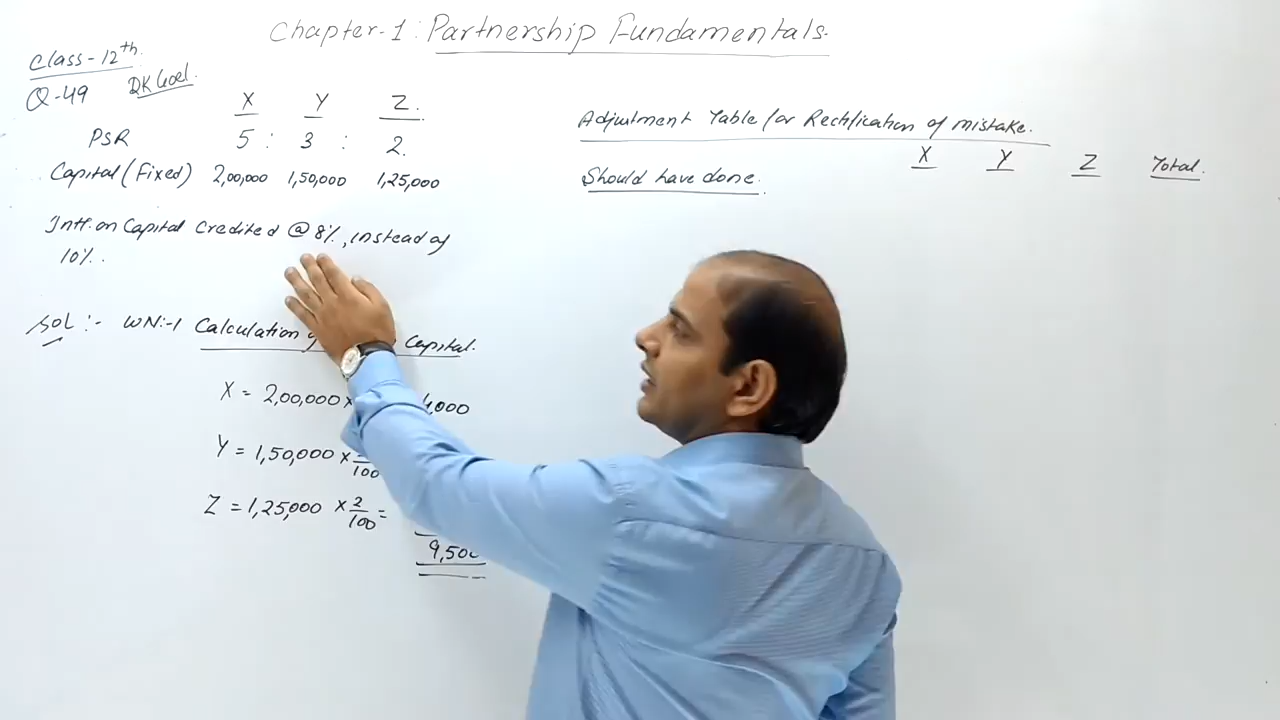 Chapter-1: Partnership Fundamentals.
Class-12th.
Q-49 DK Goel.
X Y Z.
PSR 5 : 3 : 2.
Capital (Fixed) 2,00,000 1,50,000 1,25,000
Intt. on Capital Credited @ 8%, instead of
10%.
Sol :- WN:-1 Calculation Capital.
X = 2,00,000 × ,000
Y = 1,50,000 × /100
Z = 1,25,000 × 2/100 =
9,500
Adjustment Table for Rectification of mistake.
X Y Z Total.
Should have done.